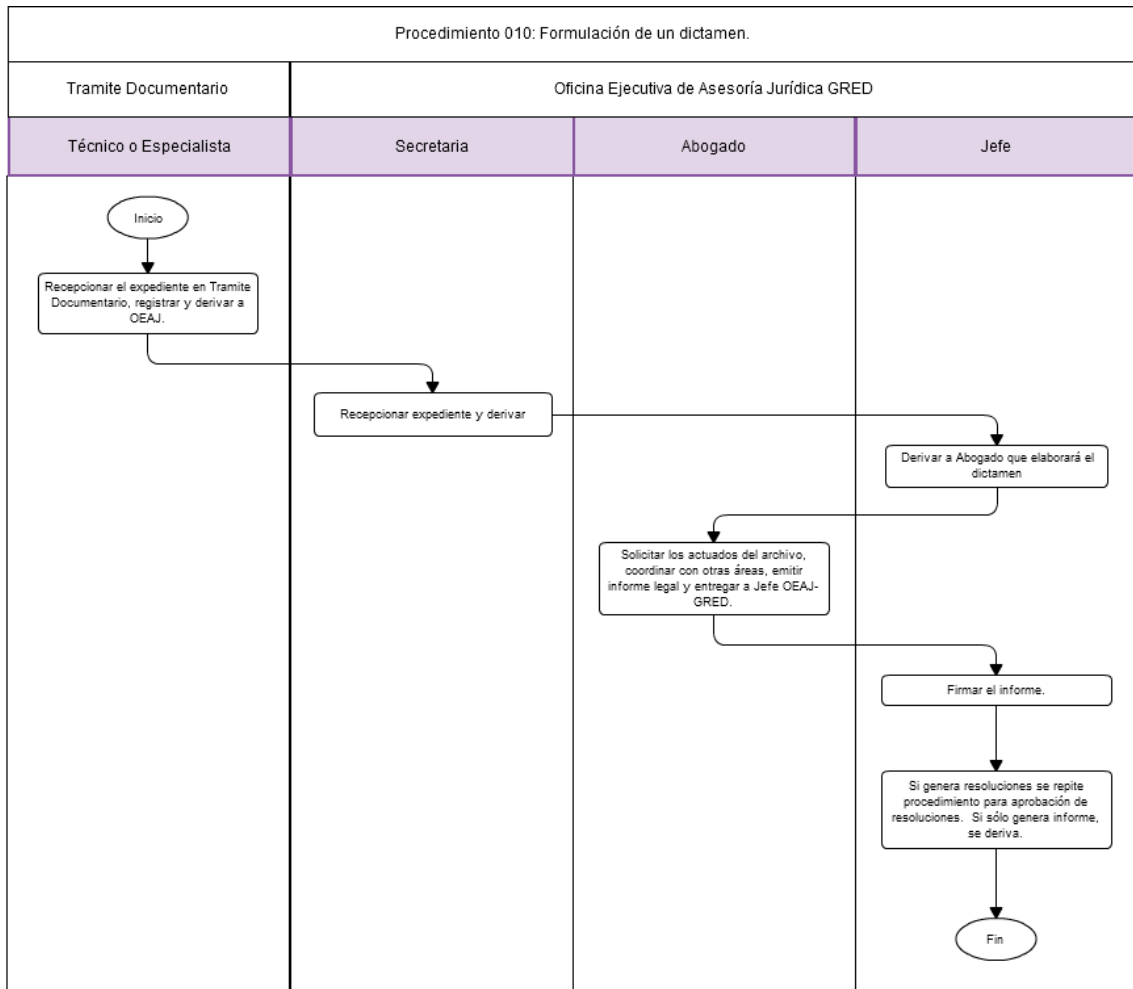 Procedimiento 010: Formulación de un dictamen.
Tramite Documentario
Oficina Ejecutiva de Asesoría Jurídica GRED
Técnico o Especialista
Secretaria
Abogado
Jefe
Inicio
Recepcionar el expediente en Tramite
Documentario, registrar y derivar a
OEAJ.
Recepcionar expediente y derivar
Derivar a Abogado que elaborará el
dictamen
Solicitar los actuados del archivo,
coordinar con otras áreas, emitir
informe legal y entregar a Jefe OEAJ-
GRED.
Firmar el informe.
Si genera resoluciones se repite
procedimiento para aprobación de
resoluciones. Si sólo genera informe,
se deriva.
Fin